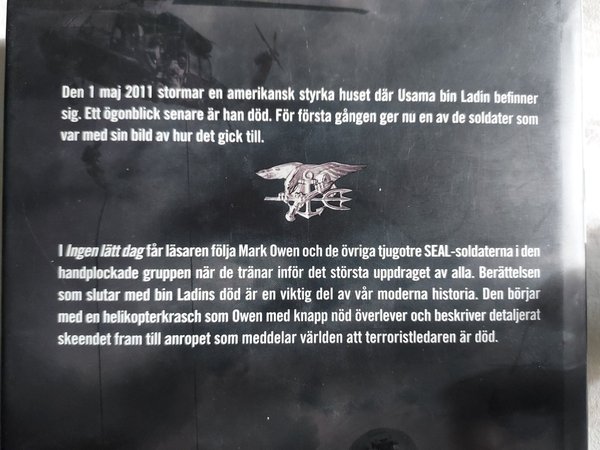 Den 1 maj 2011 stormar en amerikansk styrka huset där Usama bin Ladin befinner
sig. Ett ögonblick senare är han död. För första gången ger nu en av de soldater som
var med sin bild av hur det gick till.
I Ingen lätt dag får läsaren följa Mark Owen och de övriga tjugotre SEAL-soldaterna i den
handplockade gruppen när de tränar inför det största uppdraget av alla. Berättelsen
som slutar med bin Ladins död är en viktig del av vår moderna historia. Den börjar
med en helikopterkrasch som Owen med knapp nöd överlever och beskriver detaljerat
skeendet fram till anropet som meddelar världen att terroristledaren är död.